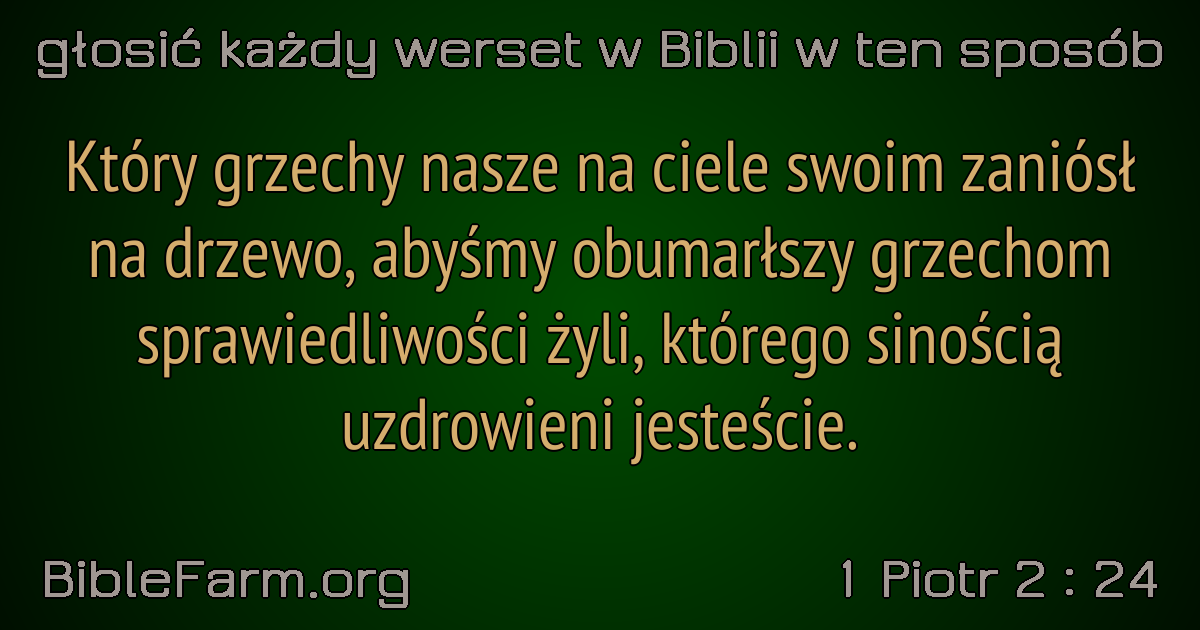 głosić każdy werset w Biblii w ten sposób
Który grzechy nasze na ciele swoim zaniósł
na drzewo, abyśmy obumarłszy grzechom
sprawiedliwości żyli, którego sinością
uzdrowieni jesteście.
BibleFarm.org
1 Piotr 2 : 24